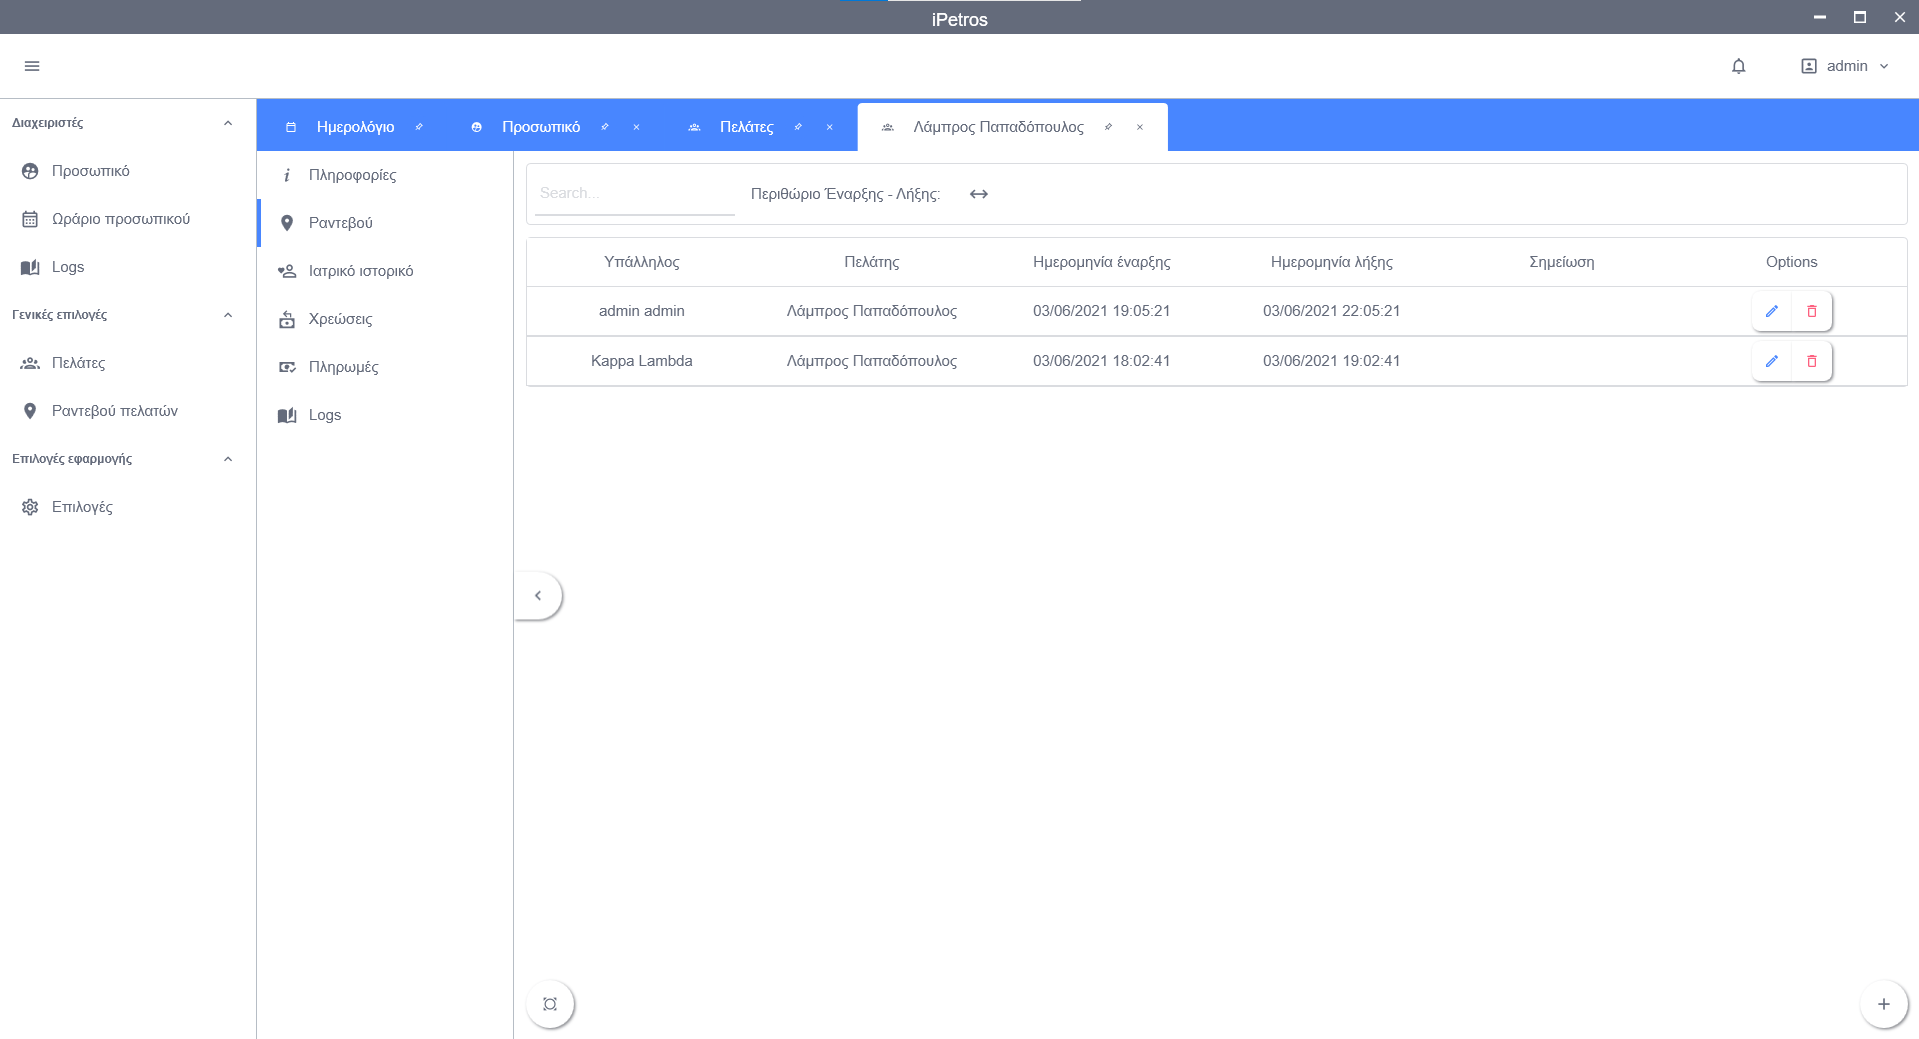 iPetros
admin
Διαχειριστές
Προσωπικό
Ωράριο προσωπικού
Logs
Γενικές επιλογές
Πελάτες
Ραντεβού πελατών
Επιλογές εφαρμογής
Επιλογές
Ημερολόγιο
Προσωπικό
Πελάτες
Λάμπρος Παπαδόπουλος
Πληροφορίες
Ραντεβού
Ιατρικό ιστορικό
Χρεώσεις
Πληρωμές
Logs
Search... Περιθώριο Έναρξης - Λήξης:
Υπάλληλος Πελάτης Ημερομηνία έναρξης Ημερομηνία λήξης Σημείωση Options
admin admin Λάμπρος Παπαδόπουλος 03/06/2021 19:05:21 03/06/2021 22:05:21
Kappa Lambda Λάμπρος Παπαδόπουλος 03/06/2021 18:02:41 03/06/2021 19:02:41